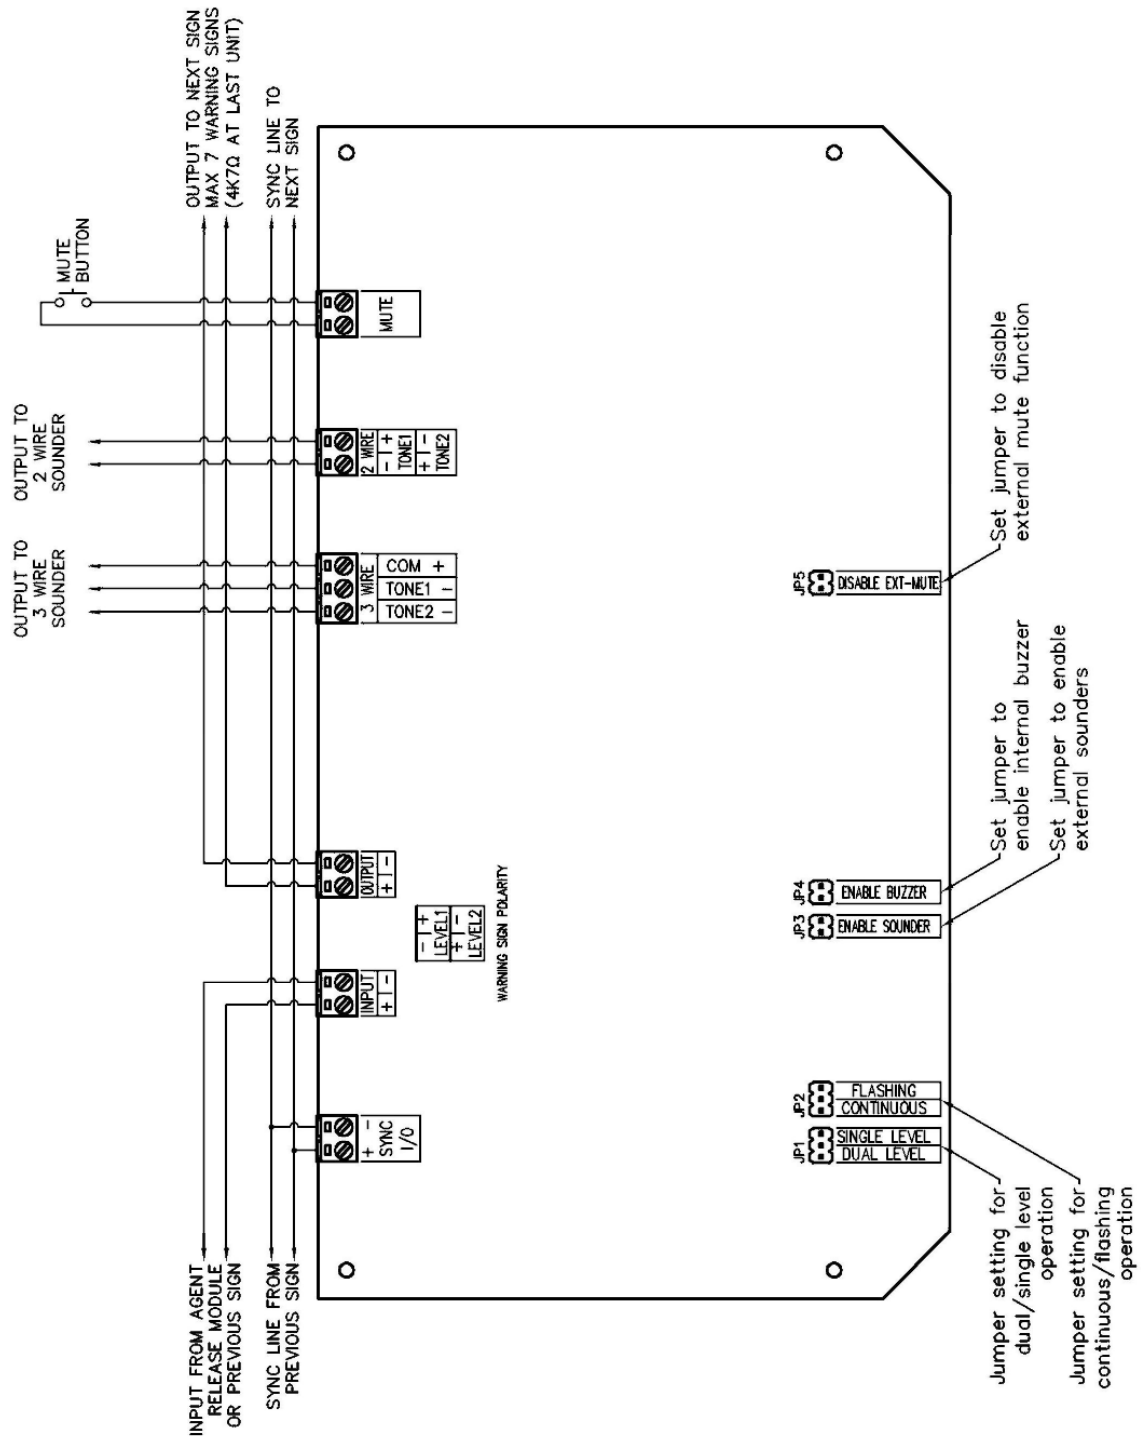 INPUT FROM AGENT
RELEASE MODULE
OR PREVIOUS SIGN
SYNC LINE FROM
PREVIOUS SIGN
OUTPUT TO
3 WIRE
SOUNDER
OUTPUT TO
2 WIRE
SOUNDER
MUTE
BUTTON
OUTPUT TO NEXT SIGN
MAX 7 WARNING SIGNS
(4K7Ω AT LAST UNIT)
SYNC LINE TO
NEXT SIGN
+ -
SYNC
I/O
INPUT
+ -
OUTPUT
+ -
- +
LEVEL1
+ -
LEVEL2
WARNING SIGN POLARITY
3 WIRE
COM +
TONE1 -
TONE2 -
2 WIRE
- +
TONE1
+ -
TONE2
MUTE
JP1
SINGLE LEVEL
DUAL LEVEL
JP2
FLASHING
CONTINUOUS
JP3
ENABLE SOUNDER
JP4
ENABLE BUZZER
JP5
DISABLE EXT-MUTE
Jumper setting for
dual/single level
operation
Jumper setting for
continuous/flashing
operation
Set jumper to
enable internal buzzer
Set jumper to enable
external sounders
Set jumper to disable
external mute function